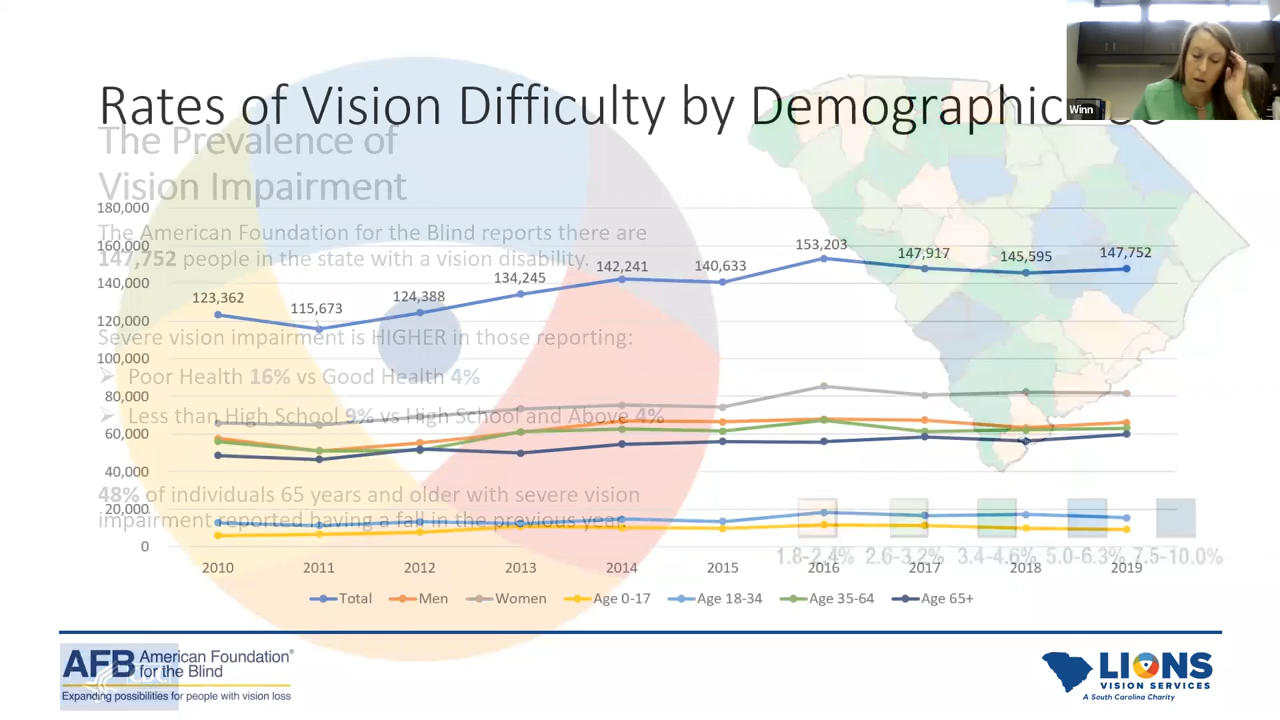 Rates of Vision Difficulty by Demographic
Winn
The Prevalence of
Vision Impairment
The American Foundation for the Blind reports there are
147,752 people in the state with a vision disability.
Severe vision impairment is HIGHER in those reporting:
➢ Poor Health 16% vs Good Health 4%
➢ Less than High School 9% vs High School and Above 4%
48% of individuals 65 years and older with severe vision
impairment reported having a fall in the previous year
180,000
160,000
140,000
120,000
100,000
80,000
60,000
40,000
20,000
0
123,362
115,673
124,388
134,245
142,241
140,633
153,203
147,917
145,595
147,752
1.8-2.4% 2.6-3.2% 3.4-4.6% 5.0-6.3% 7.5-10.0%
2010 2011 2012 2013 2014 2015 2016 2017 2018 2019
Total Men Women Age 0-17 Age 18-34 Age 35-64 Age 65+
AFB American Foundation®
for the Blind
Expanding possibilities for people with vision loss
LIONS
VISION SERVICES
A South Carolina Charity